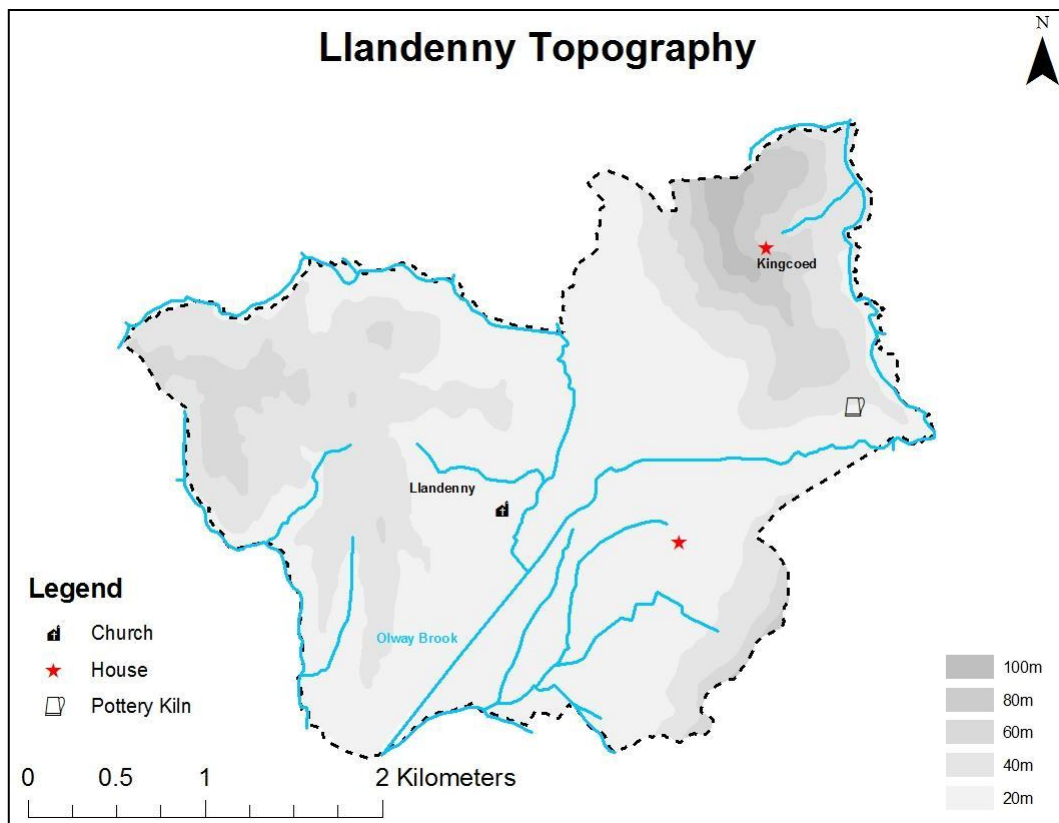 Llandenny Topography
N
Kingcoed
Llandenny
Olway Brook
Legend
Church
House
Pottery Kiln
0 0.5 1 2 Kilometers
100m
80m
60m
40m
20m